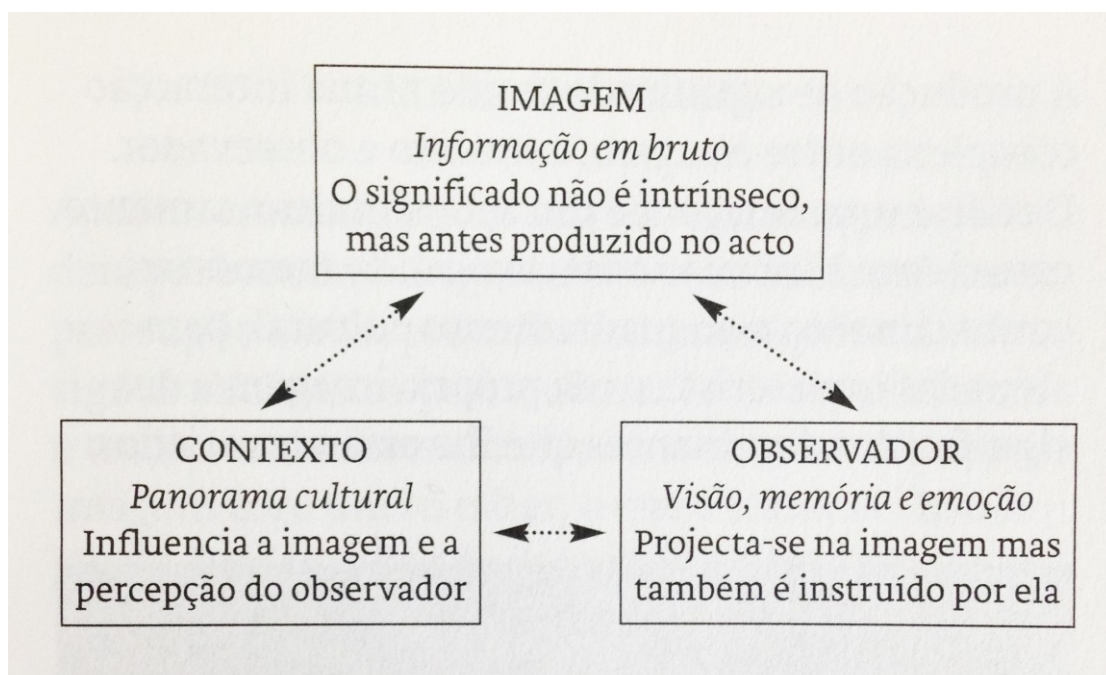 IMAGEM
Informação em bruto
O significado não é intrínseco,
mas antes produzido no acto
CONTEXTO
Panorama cultural
Influencia a imagem e a
percepção do observador
OBSERVADOR
Visão, memória e emoção
Projecta-se na imagem mas
também é instruído por ela